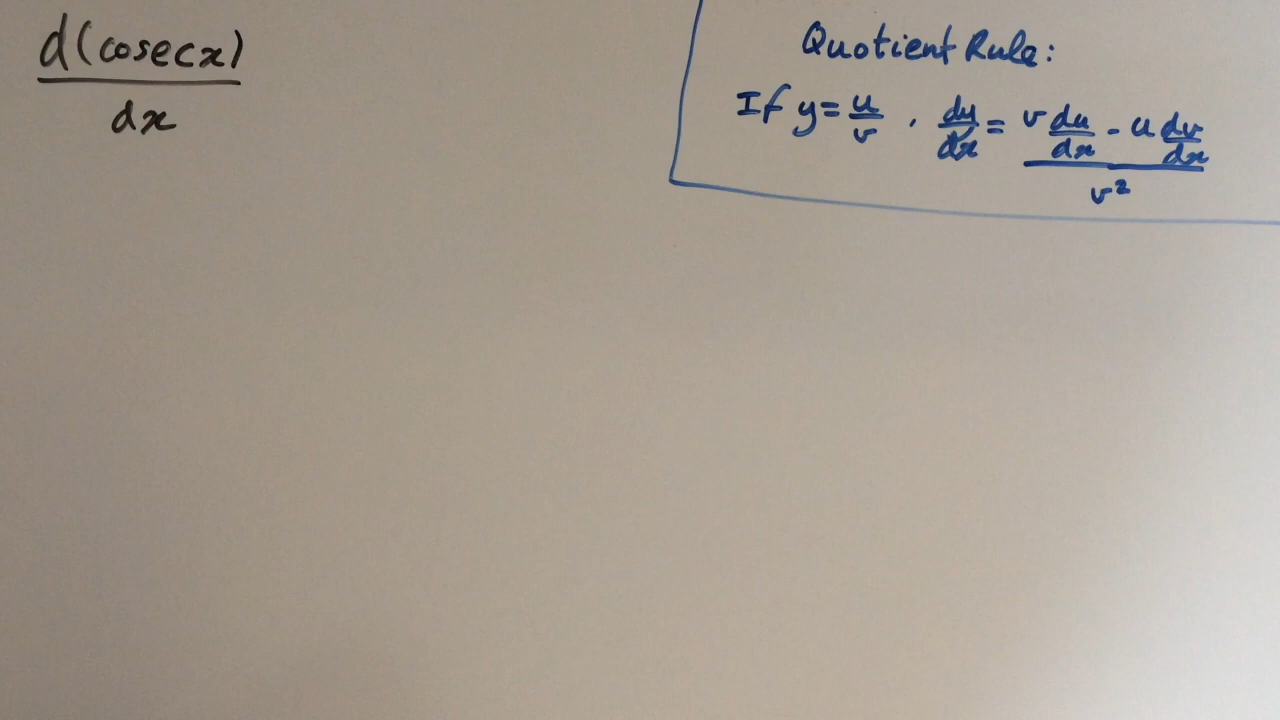 d(cosecx)
dx
Quotient Rule:
If y = u/v . dy/dx = v du/dx - u dv/dx
v²